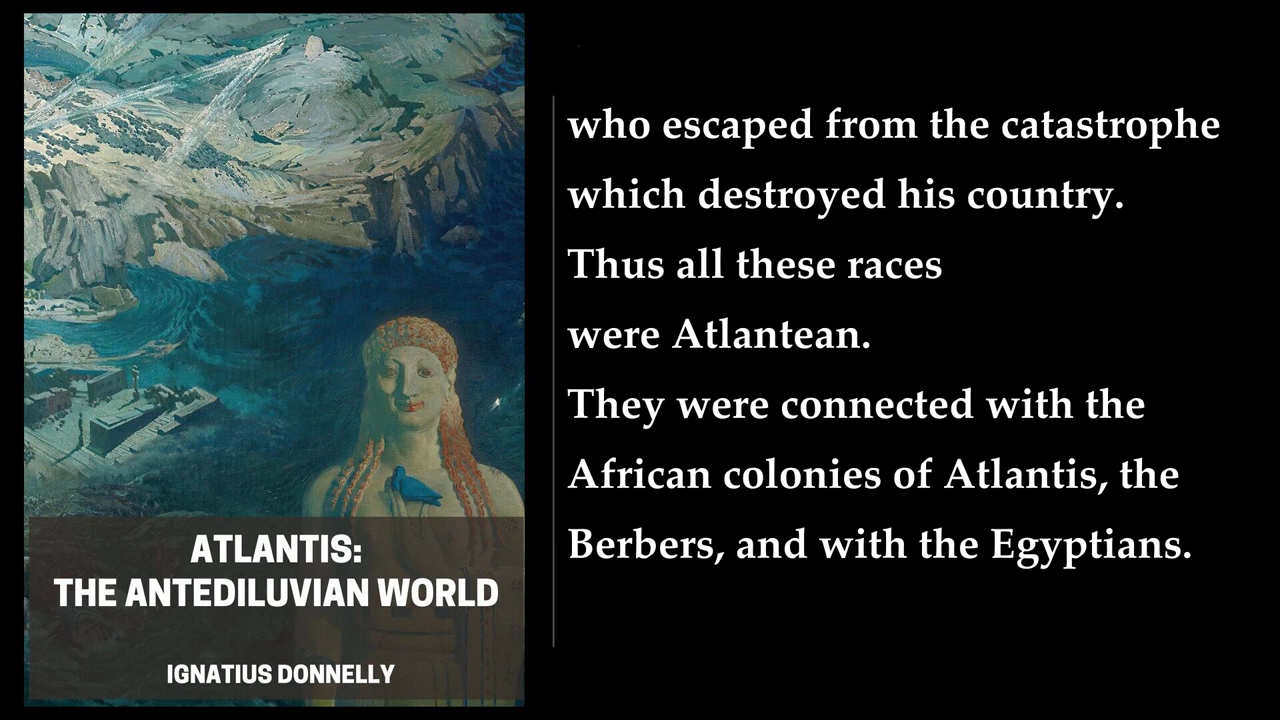 who escaped from the catastrophe
which destroyed his country.
Thus all these races
were Atlantean.
They were connected with the
African colonies of Atlantis, the
Berbers, and with the Egyptians.
ATLANTIS:
THE ANTEDILUVIAN WORLD
IGNATIUS DONNELLY